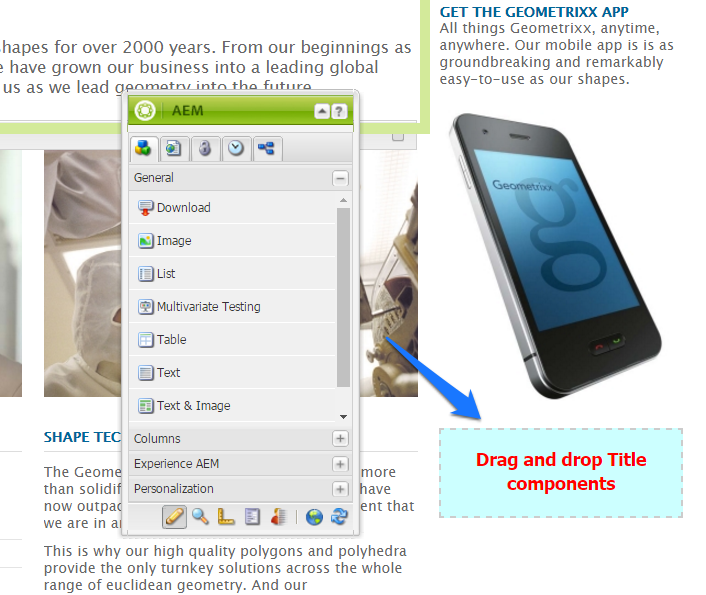 GET THE GEOMETRIXX APP
All things Geometrixx, anytime,
anywhere. Our mobile app is is as
groundbreaking and remarkably
easy-to-use as our shapes.
shapes for over 2000 years. From our beginnings as
have grown our business into a leading global
us as we lead geometry into the future
AEM
?
General
Download
Image
List
Multivariate Testing
Table
Text
Text & Image
Columns
Experience AEM
Personalization
Geometrixx
g
Drag and drop Title
components
SHAPE TEC
The Geome
more
than solidif
have
now outpac
ent that
we are in a
This is why our high quality polygons and polyhedra
provide the only turnkey solutions across the whole
range of euclidean geometry. And our